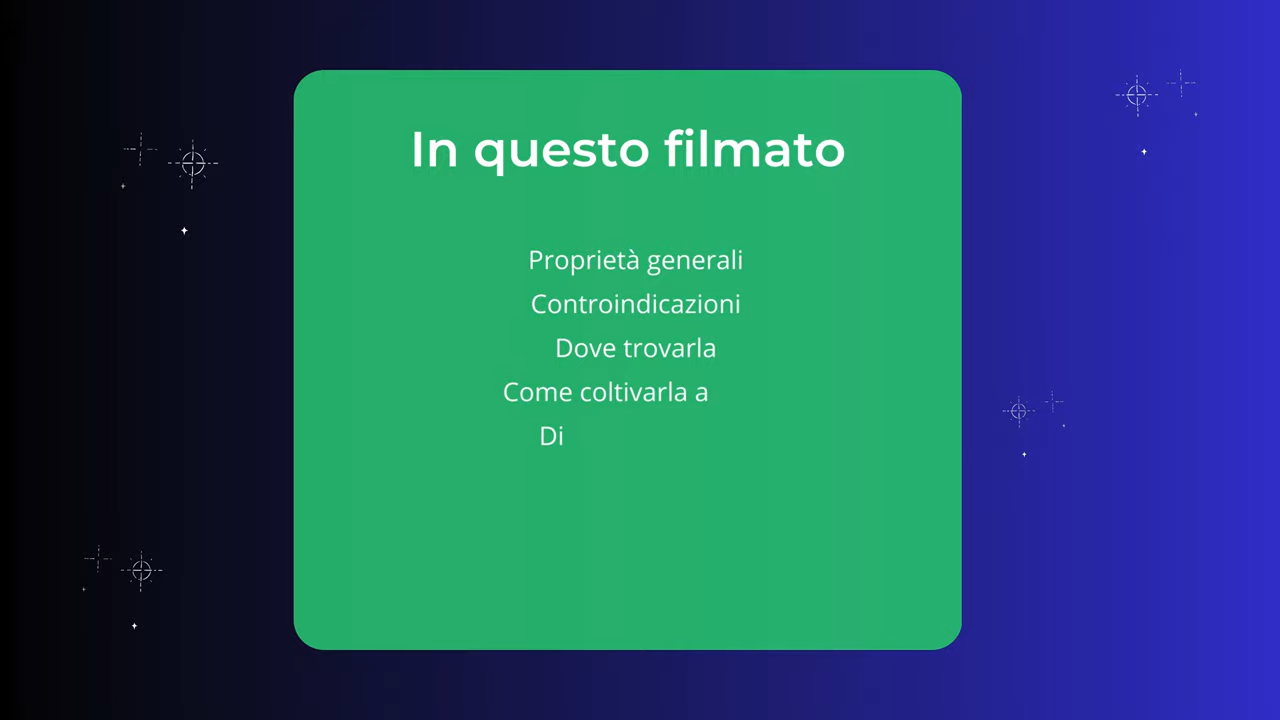 In questo filmato
Proprietà generali
Controindicazioni
Dove trovarla
Come coltivarla a
Di